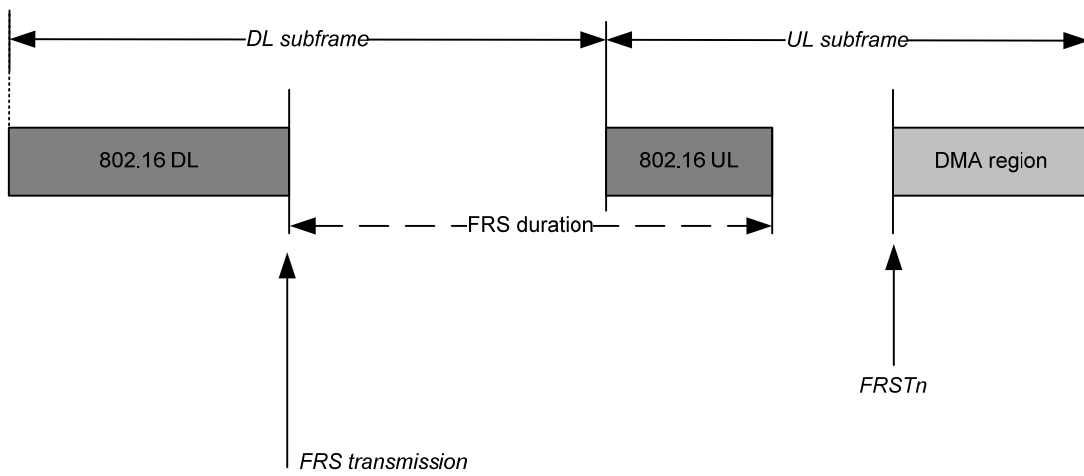 DL subframe
UL subframe
802.16 DL
802.16 UL
DMA region
FRS duration
FRSTn
FRS transmission